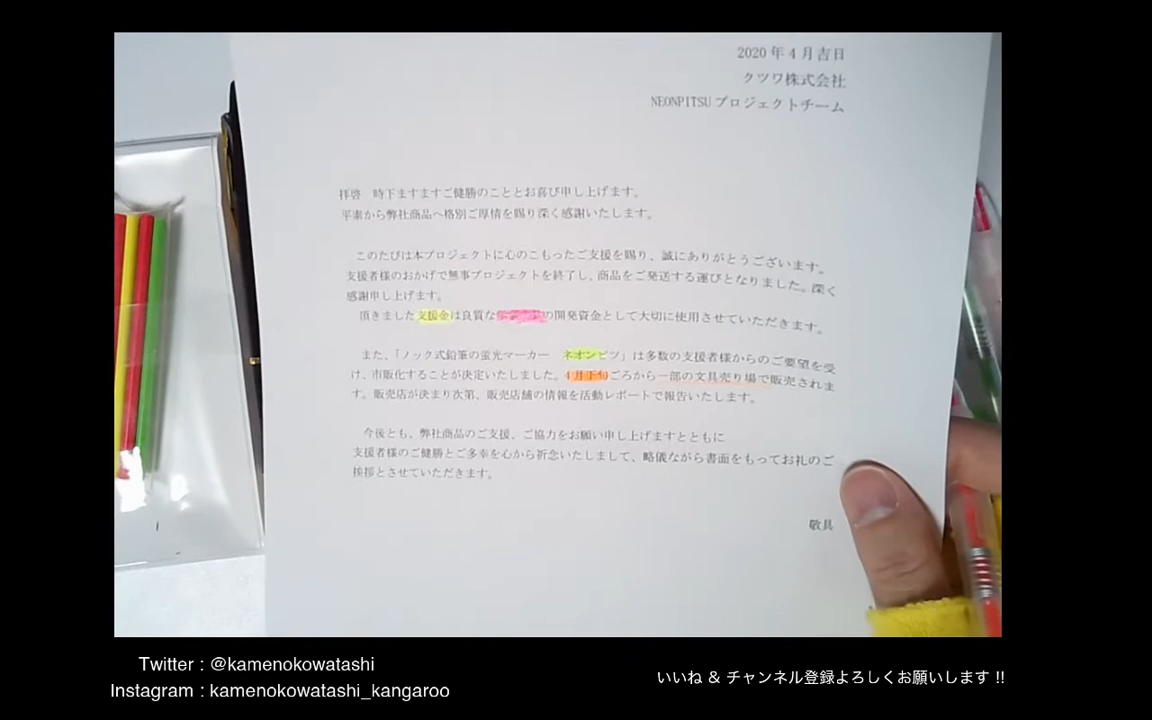 2020年4月吉日
クツワ株式会社
NEONPITSUプロジェクトチーム
拝啓　時下ますますご健勝のこととお喜び申し上げます。
平素から弊社商品へ格別ご厚情を賜り深く感謝いたします。
このたびは本プロジェクトに心のこもったご支援を賜り、誠にありがとうございます。
支援者様のおかげで無事プロジェクトを終了し、商品をご発送する運びとなりました。深く
感謝申し上げます。
頂きました支援金は良質な の開発資金として大切に使用させていただきます。
また、「ノック式鉛筆の蛍光マーカー　ネオンピツ」は多数の支援者様からのご要望を受
け、市販化することが決定いたしました。4月下旬ごろから一部の文具売り場で販売されま
す。販売店が決まり次第、販売店舗の情報を活動レポートで報告いたします。
今後とも、弊社商品のご支援、ご協力をお願い申し上げますとともに
支援者様のご健勝とご多幸を心から祈念いたしまして、略儀ながら書面をもってお礼のご
挨拶とさせていただきます。
敬具
Twitter : @kamenokowatashi
Instagram : kamenokowatashi_kangaroo
いいね & チャンネル登録よろしくお願いします !!